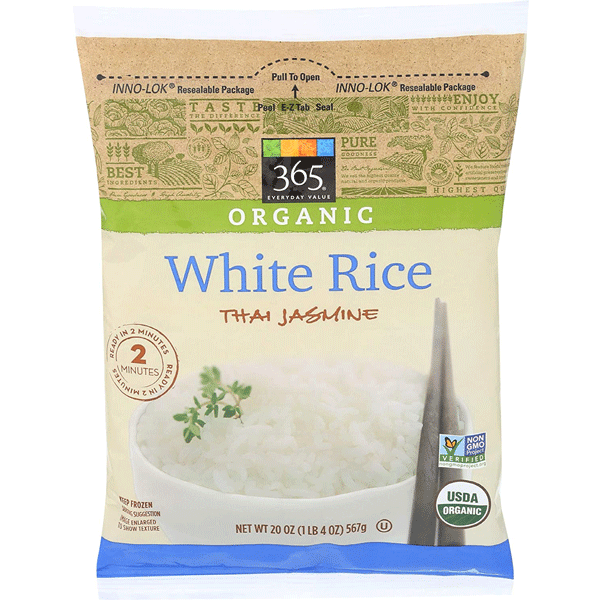 INNO-LOK® Resealable Package
Pull To Open
INNO-LOK® Resealable Package
Peel E-Z Tab Seal
TASTE
THE DIFFERENCE
ENJOY
WITH CONFIDENCE
BEST
INGREDIENTS
PURE
GOODNESS
HIGHEST QU
365®
EVERYDAY VALUE
ORGANIC
White Rice
THAI JASMINE
READY IN 2 MINUTES
2
MINUTES
READY IN 2 MINUTES
NON
GMO
Project
VERIFIED
nongmoproject.org
USDA
ORGANIC
KEEP FROZEN
SERVING SUGGESTION
IMAGE ENLARGED
TO SHOW TEXTURE
NET WT 20 OZ (1 LB 4 OZ) 567g
U